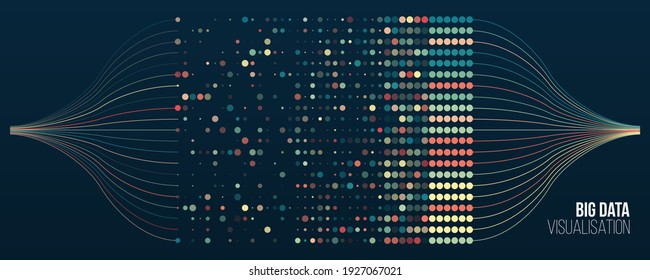 BIG DATA
VISUALISATION
shutterstock.com · 1927067021